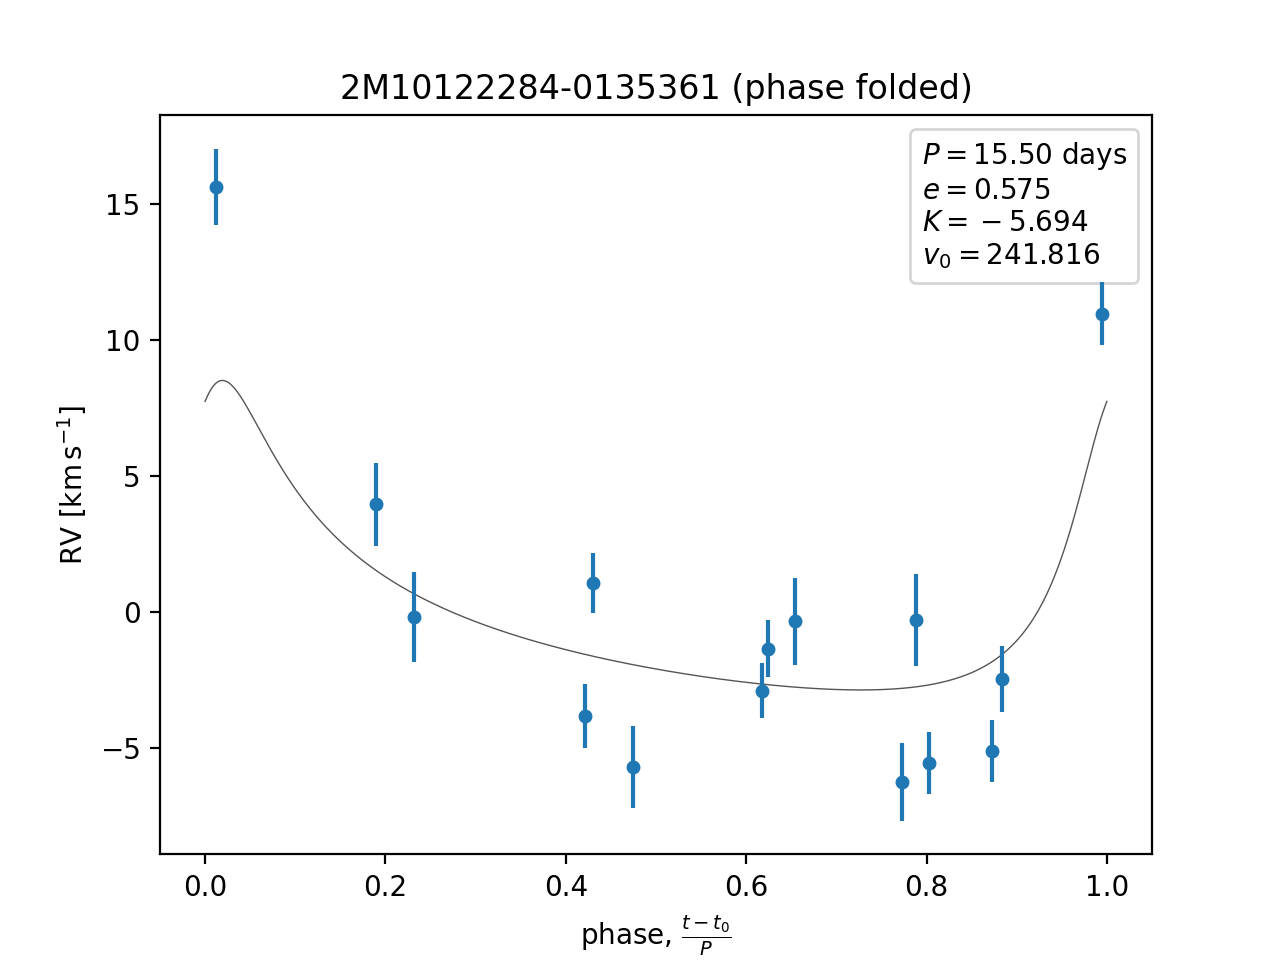 2M10122284-0135361 (phase folded)
P = 15.50 days
e = 0.575
K = − 5.694
v₀ = 241.816
RV [km s⁻¹]
15
10
5
0
−5
0.0 0.2 0.4 0.6 0.8 1.0
phase, (t − t₀)/P